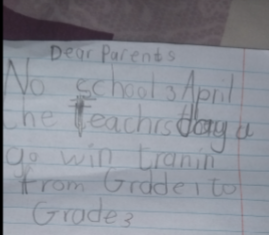 Dear Parents
No school 3 April
the Teachrs day a
go win tranin
from Grade 1 to
Grade 3